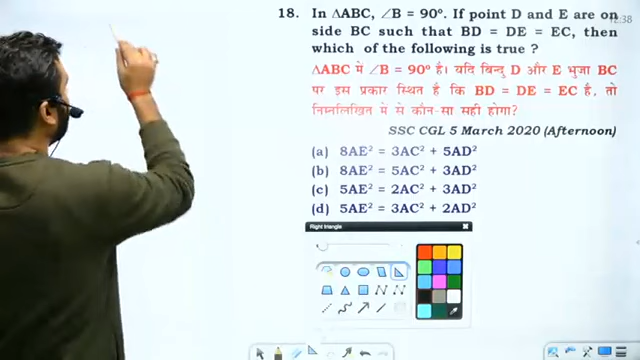 18. In ΔABC, ∠B = 90°. If point D and E are on
side BC such that BD = DE = EC, then
which of the following is true ?
ΔABC में ∠B = 90° है। यदि बिन्दु D और E भुजा BC
पर इस प्रकार स्थित है कि BD = DE = EC है, तो
निम्नलिखित में से कौन-सा सही होगा?
SSC CGL 5 March 2020 (Afternoon)
(a) 8AE² = 3AC² + 5AD²
(b) 8AE² = 5AC² + 3AD²
(c) 5AE² = 2AC² + 3AD²
(d) 5AE² = 3AC² + 2AD²
Right triangle